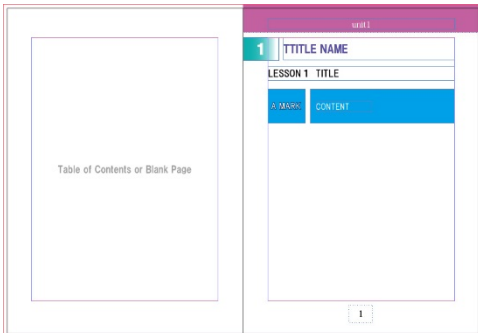 Table of Contents or Blank Page
unit1
1 TTITLE NAME
LESSON 1 TITLE
A MARK CONTENT
1